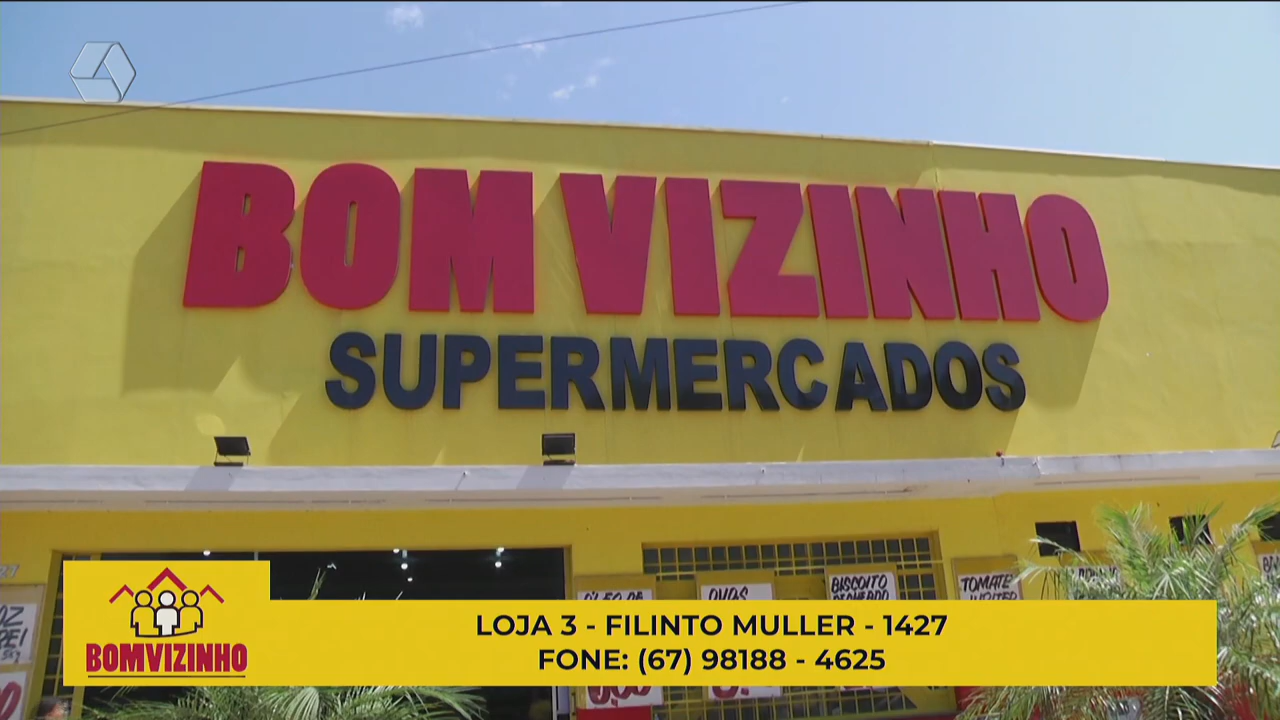 BOM VIZINHO
SUPERMERCADOS
OVOS
BISCOITO
TOMATE
BOMVIZINHO
LOJA 3 - FILINTO MULLER - 1427
FONE: (67) 98188 - 4625